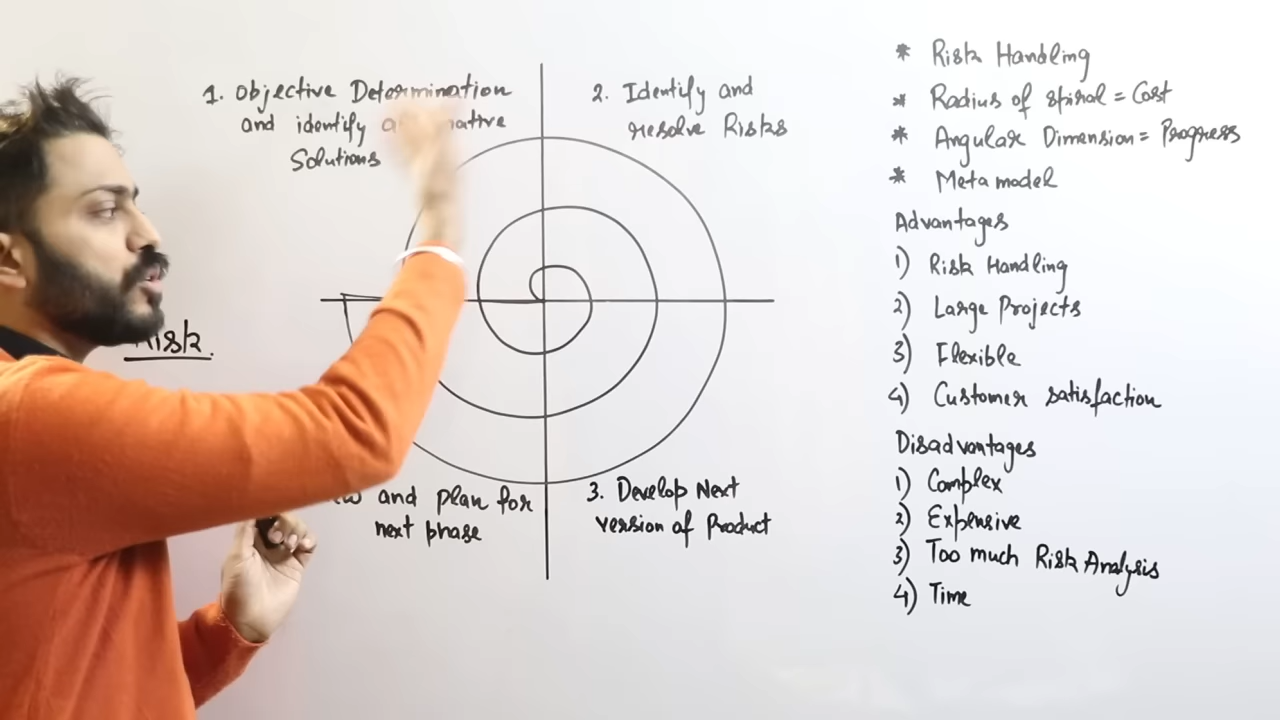 1. Objective Determination
and identify
Solutions
2. Identify and
resolve Risks
Risk.
and plan for
next phase
3. Develop Next
version of Product
* Risk Handling
* Radius of spiral = Cost
* Angular Dimension = Progress
* Meta model
Advantages
1) Risk Handling
2) Large Projects
3) Flexible
4) Customer satisfaction
Disadvantages
1) Complex
2) Expensive
3) Too much Risk Analysis
4) Time